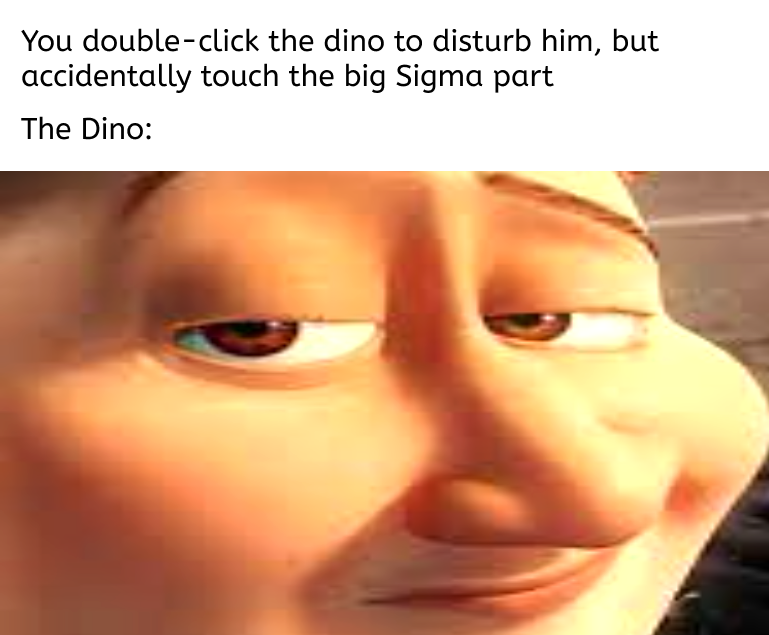 You double-click the dino to disturb him, but
accidentally touch the big Sigma part
The Dino: